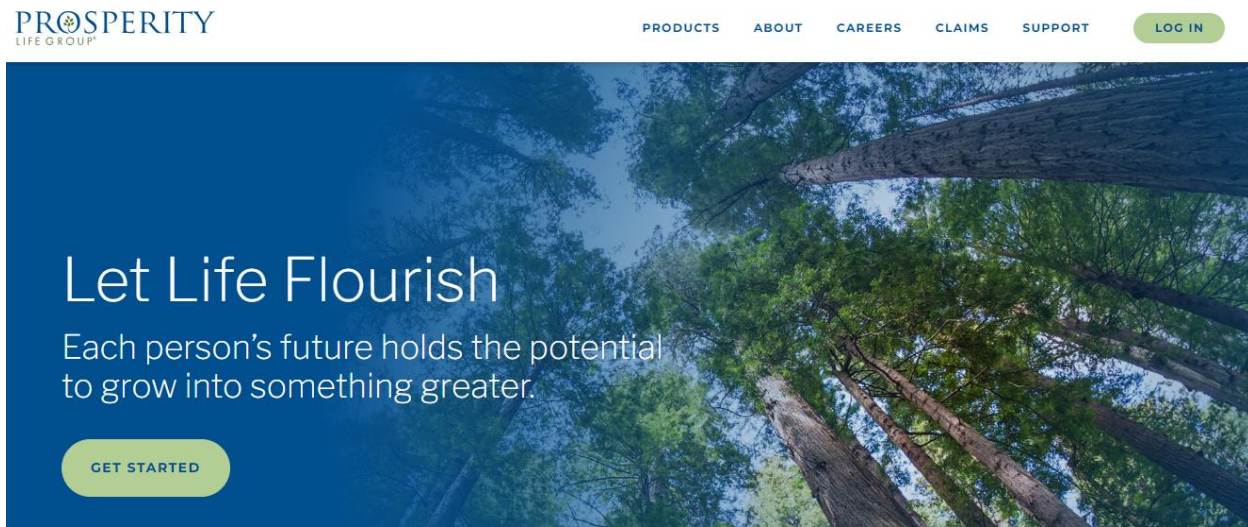 PROSPERITY
LIFE GROUP®
PRODUCTS ABOUT CAREERS CLAIMS SUPPORT LOG IN
Let Life Flourish
Each person's future holds the potential
to grow into something greater.
GET STARTED